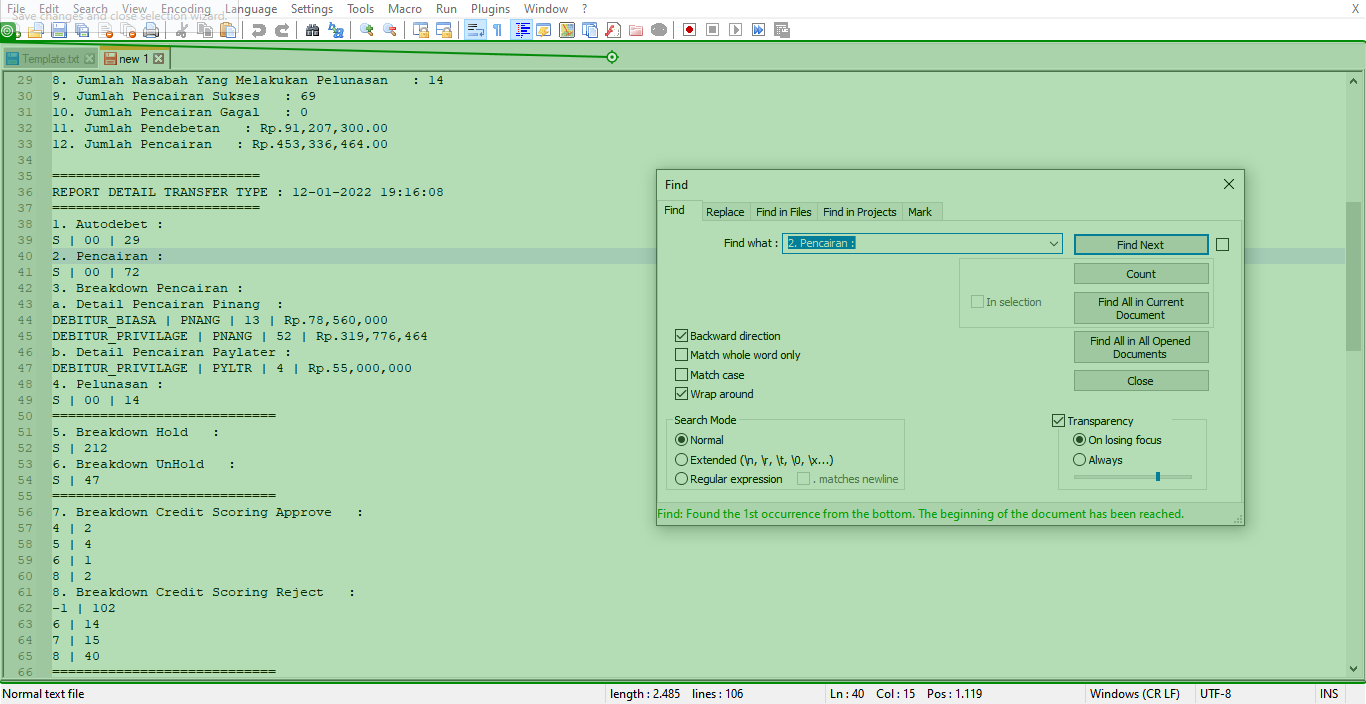 File Edit Search View Encoding Language Settings Tools Macro Run Plugins Window ? X
Save changes and close selection wizard.
Template.txt new 1
29 8. Jumlah Nasabah Yang Melakukan Pelunasan : 14
30 9. Jumlah Pencairan Sukses : 69
31 10. Jumlah Pencairan Gagal : 0
32 11. Jumlah Pendebetan : Rp.91,207,300.00
33 12. Jumlah Pencairan : Rp.453,336,464.00
34
35 ==========================
36 REPORT DETAIL TRANSFER TYPE : 12-01-2022 19:16:08
37 ==========================
38 1. Autodebet :
39 S | 00 | 29
40 2. Pencairan :
41 S | 00 | 72
42 3. Breakdown Pencairan :
43 a. Detail Pencairan Pinang :
44 DEBITUR_BIASA | PNANG | 13 | Rp.78,560,000
45 DEBITUR_PRIVILAGE | PNANG | 52 | Rp.319,776,464
46 b. Detail Pencairan Paylater :
47 DEBITUR_PRIVILAGE | PYLTR | 4 | Rp.55,000,000
48 4. Pelunasan :
49 S | 00 | 14
50 ============================
51 5. Breakdown Hold :
52 S | 212
53 6. Breakdown UnHold :
54 S | 47
55 ============================
56 7. Breakdown Credit Scoring Approve :
57 4 | 2
58 5 | 4
59 6 | 1
60 8 | 2
61 8. Breakdown Credit Scoring Reject :
62 -1 | 102
63 6 | 14
64 7 | 15
65 8 | 40
66 ============================
Find
Find Replace Find in Files Find in Projects Mark
Find what : 2. Pencairan : Find Next
Count
In selection
Find All in Current
Document
Find All in All Opened
Documents
Close
Backward direction
Match whole word only
Match case
Wrap around
Search Mode
Normal
Extended (\n, \r, \t, \0, \x...)
Regular expression . matches newline
Transparency
On losing focus
Always
Find: Found the 1st occurrence from the bottom. The beginning of the document has been reached.
Normal text file length : 2.485 lines : 106 Ln : 40 Col : 15 Pos : 1.119 Windows (CR LF) UTF-8 INS